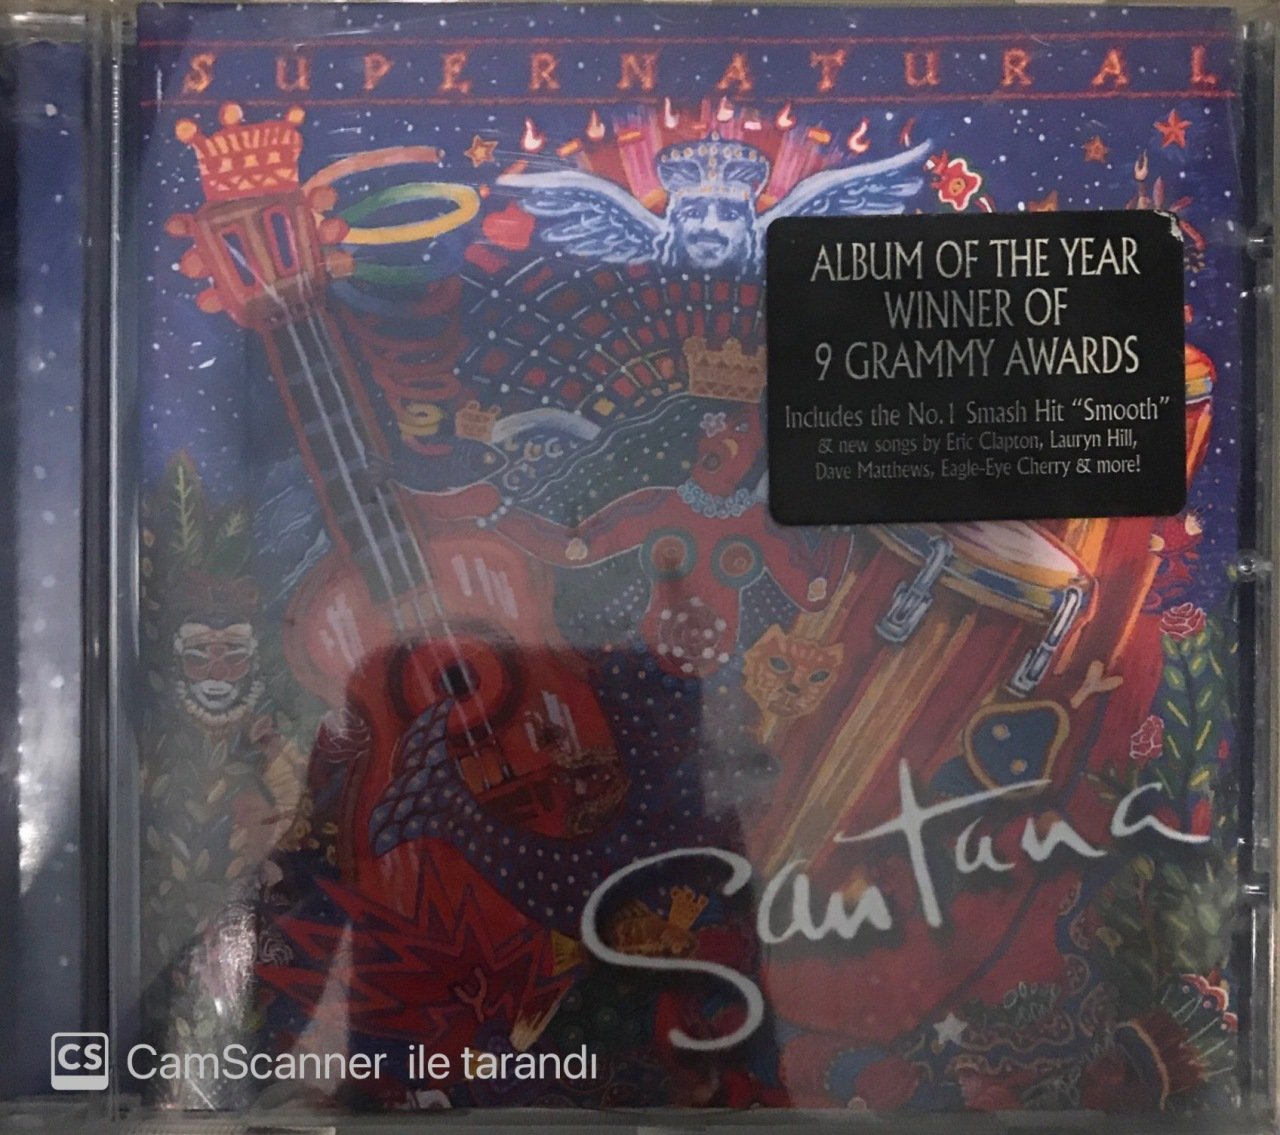 SUPERNATURAL
ALBUM OF THE YEAR
WINNER OF
9 GRAMMY AWARDS
Includes the No.1 Smash Hit “Smooth”
& new songs by Eric Clapton, Lauryn Hill,
Dave Matthews, Eagle-Eye Cherry & more!
Santana
CS CamScanner ile tarandı